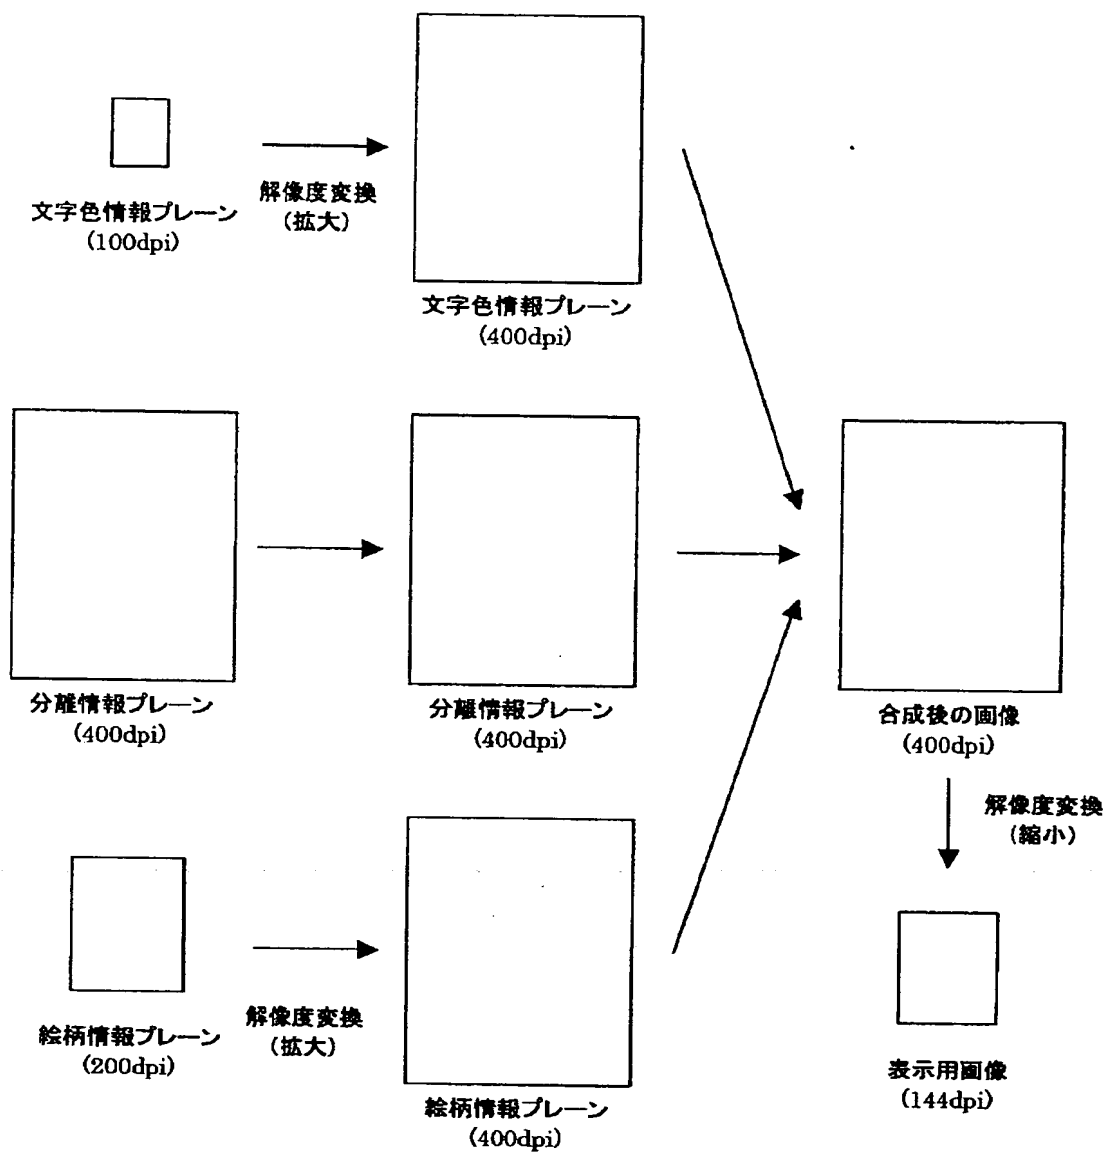 文字色情報プレーン
(100dpi)
解像度変換
(拡大)
文字色情報プレーン
(400dpi)
分離情報プレーン
(400dpi)
分離情報プレーン
(400dpi)
合成後の画像
(400dpi)
解像度変換
(縮小)
絵柄情報プレーン
(200dpi)
解像度変換
(拡大)
絵柄情報プレーン
(400dpi)
表示用画像
(144dpi)